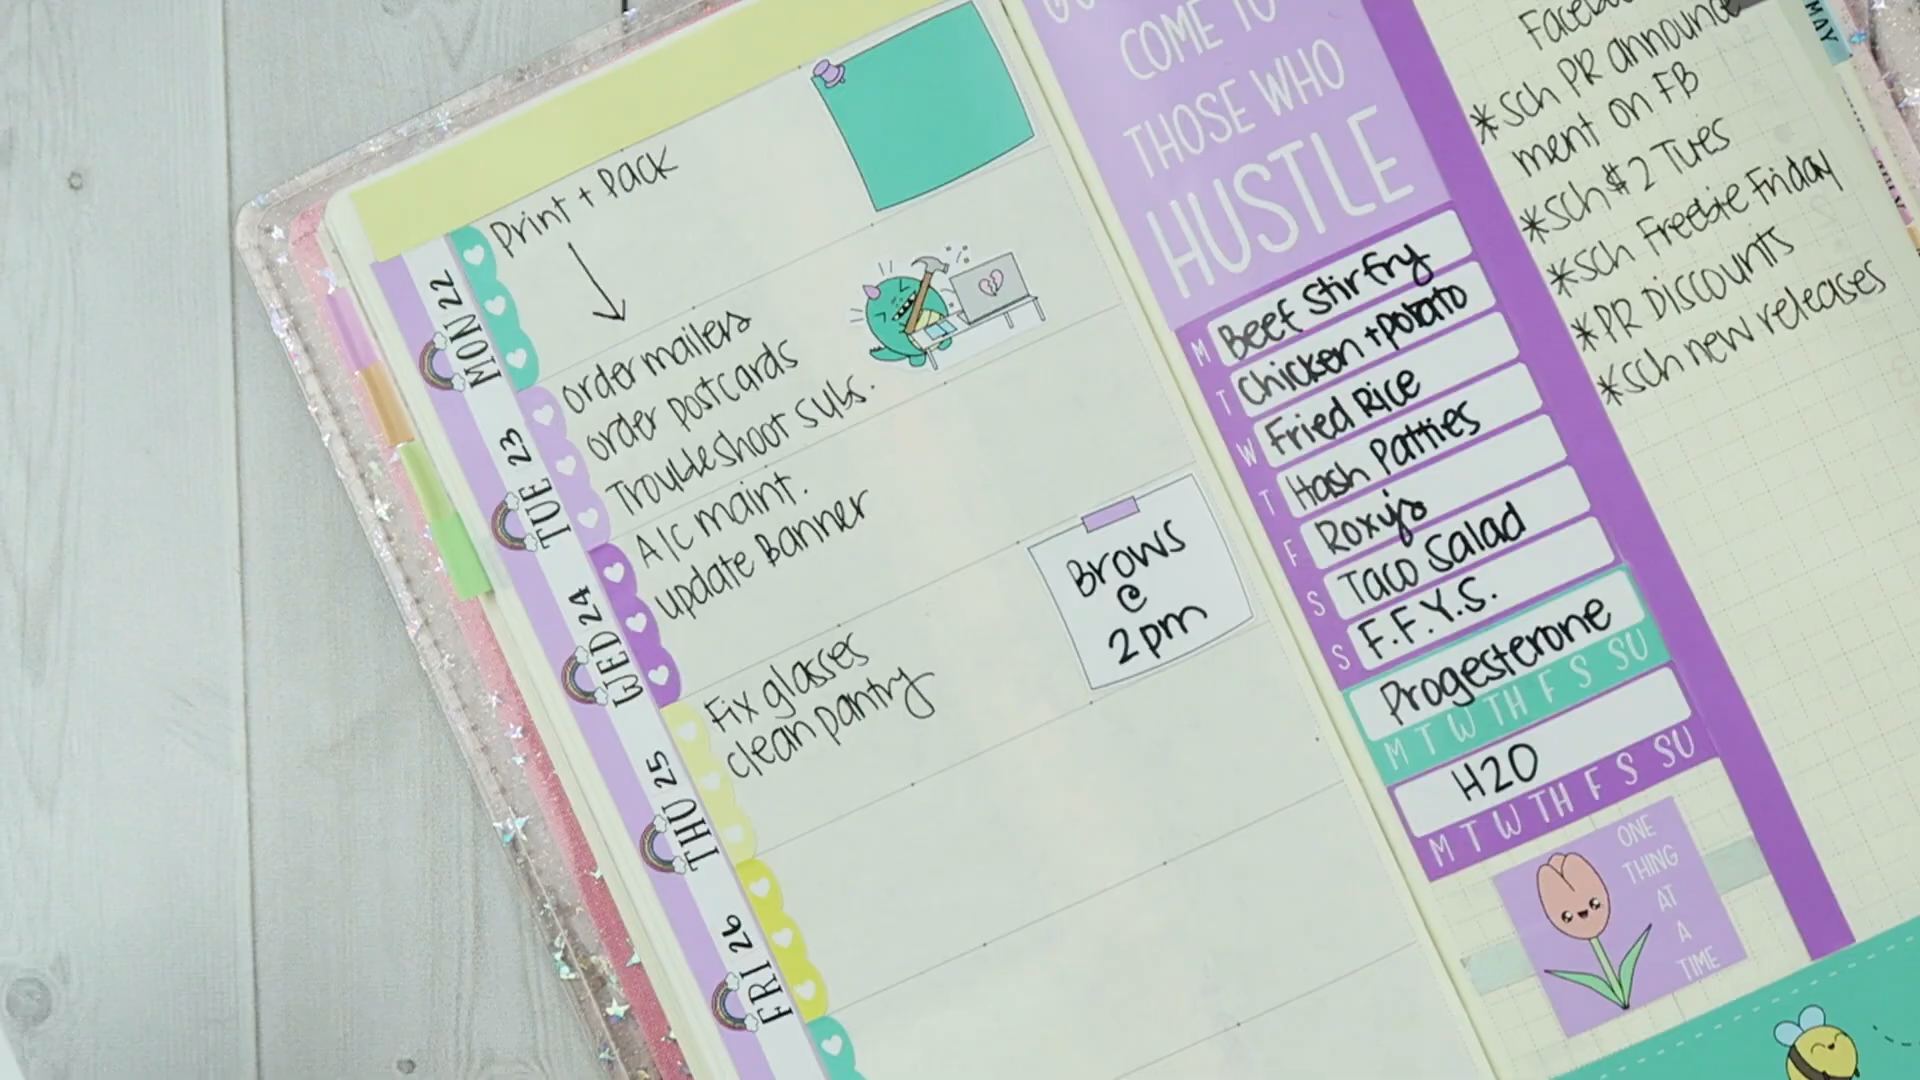 MON 22
Print + Pack
TUE 23
order mailers
order postcards
Troubleshoot subs.
WED 24
A/C maint.
update Banner
Brows
@
2pm
THU 25
Fix glasses
clean pantry
FRI 26
COME TO
THOSE WHO
HUSTLE
M Beef Stir fry
T Chicken + Potato
W Fried Rice
T Hash Patties
F Roxy's
S Taco Salad
S F.F.Y.S.
Progesterone
M T W TH F S SU
H2O
M T W TH F S SU
ONE
THING
AT
A
TIME
*sch PR announce
ment on FB
*sch $2 Tues
*sch Freebie Friday
*PR Discounts
*sch new releases
MAY